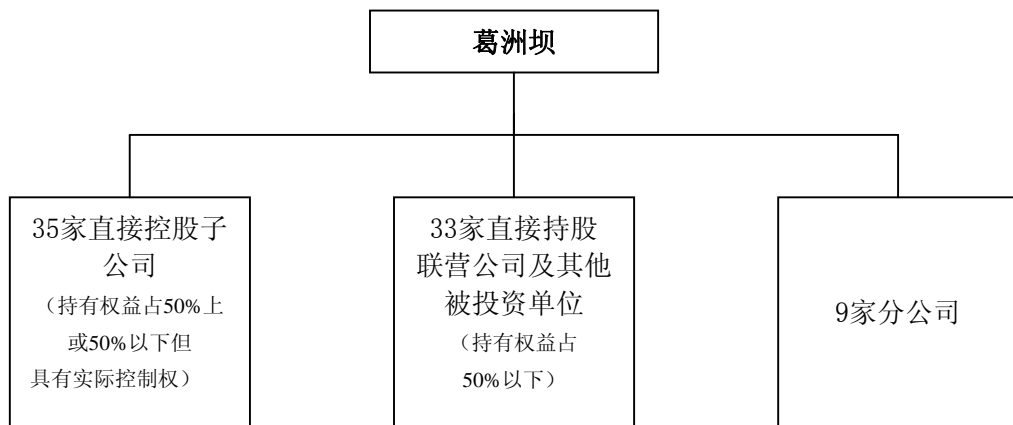 葛洲坝
35家直接控股子
公司
（持有权益占50%上
或50%以下但
具有实际控制权）
33家直接持股
联营公司及其他
被投资单位
（持有权益占
50%以下）
9家分公司